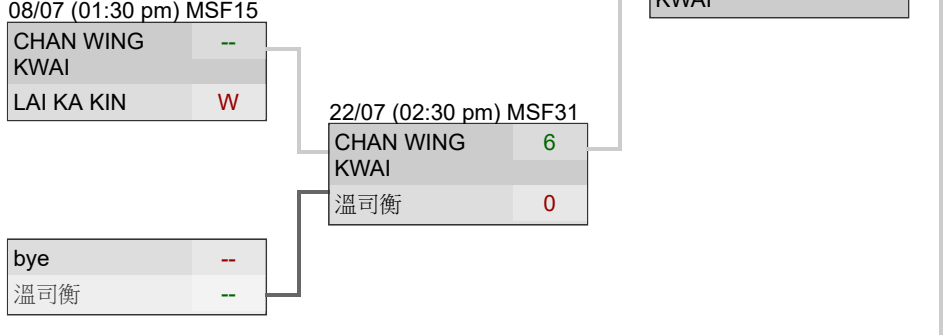 KWAI
08/07 (01:30 pm) MSF15
CHAN WING --
KWAI
LAI KA KIN W
22/07 (02:30 pm) MSF31
CHAN WING 6
KWAI
溫司衡 0
bye --
溫司衡 --